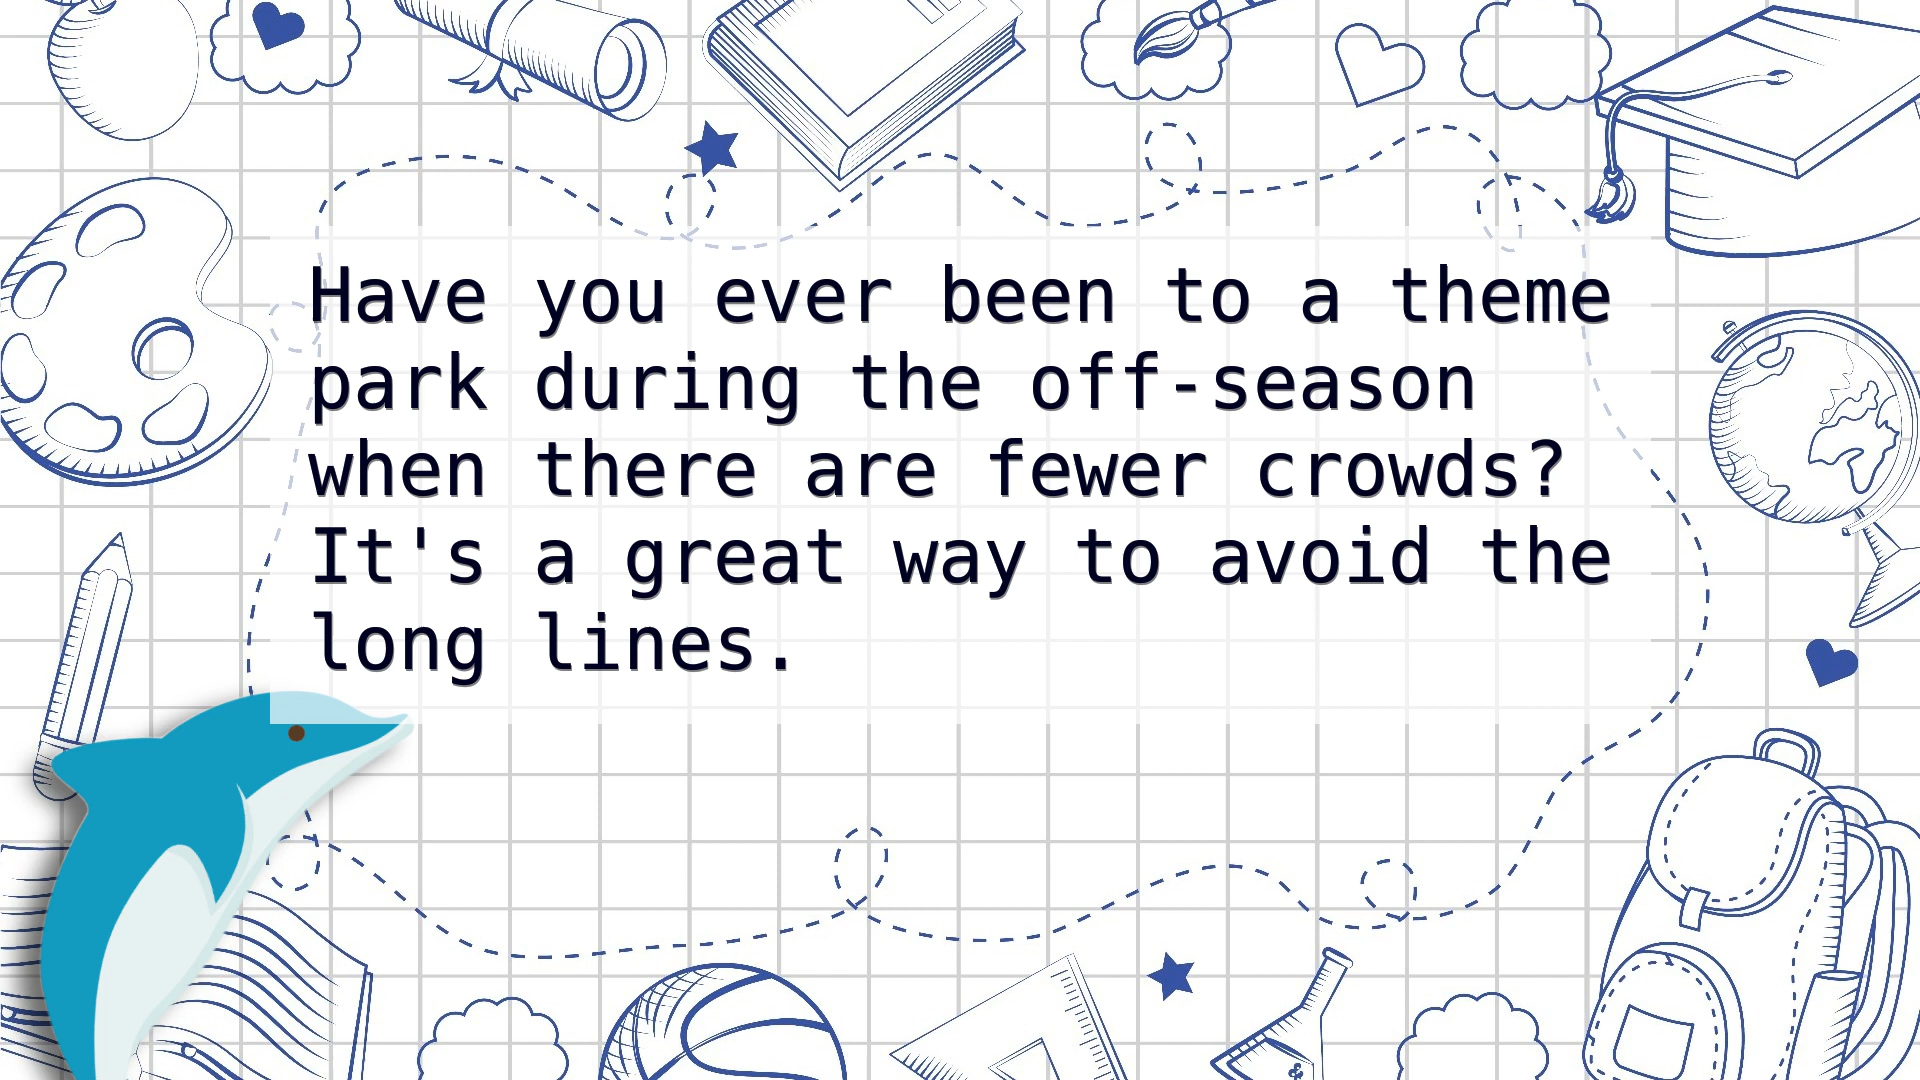 Have you ever been to a theme
park during the off-season
when there are fewer crowds?
It's a great way to avoid the
long lines.